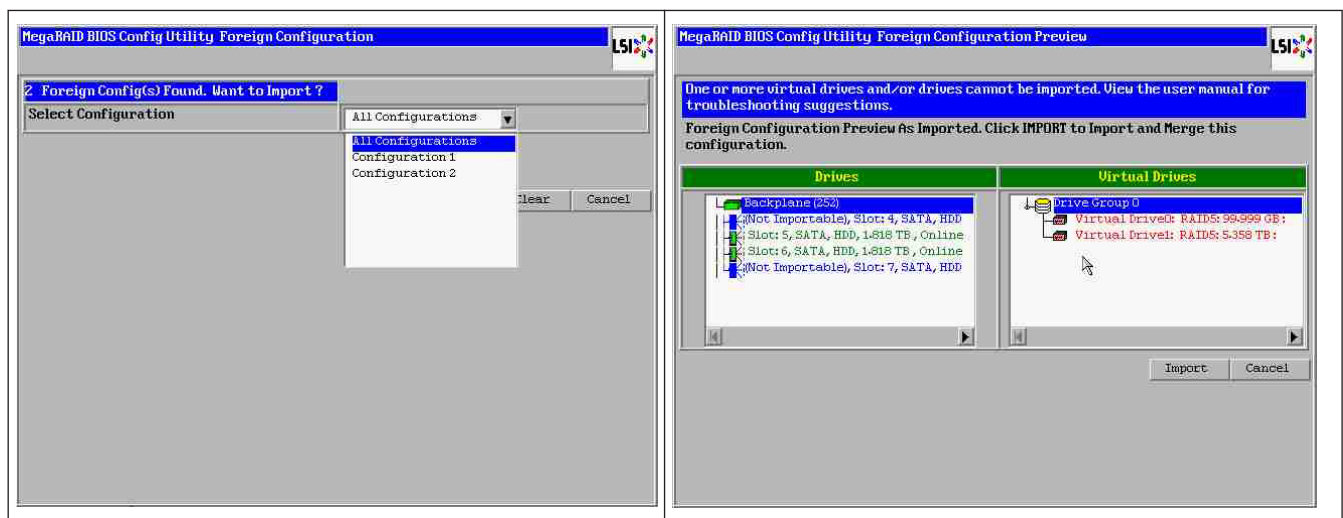 MegaRAID BIOS Config Utility Foreign Configuration
LSI
2 Foreign Config(s) Found. Want to Import ?
Select Configuration
All Configurations
All Configurations
Configuration 1
Configuration 2
Clear
Cancel
MegaRAID BIOS Config Utility Foreign Configuration Preview
LSI
One or more virtual drives and/or drives cannot be imported. View the user manual for
troubleshooting suggestions.
Foreign Configuration Preview As Imported. Click IMPORT to Import and Merge this
configuration.
Drives
Backplane (252)
(Not Importable), Slot: 4, SATA, HDD
Slot: 5, SATA, HDD, 1.818 TB, Online
Slot: 6, SATA, HDD, 1.818 TB, Online
(Not Importable), Slot: 7, SATA, HDD
Virtual Drives
Drive Group 0
Virtual Drive0: RAID5: 99.999 GB:
Virtual Drive1: RAID5: 5.358 TB:
Import
Cancel